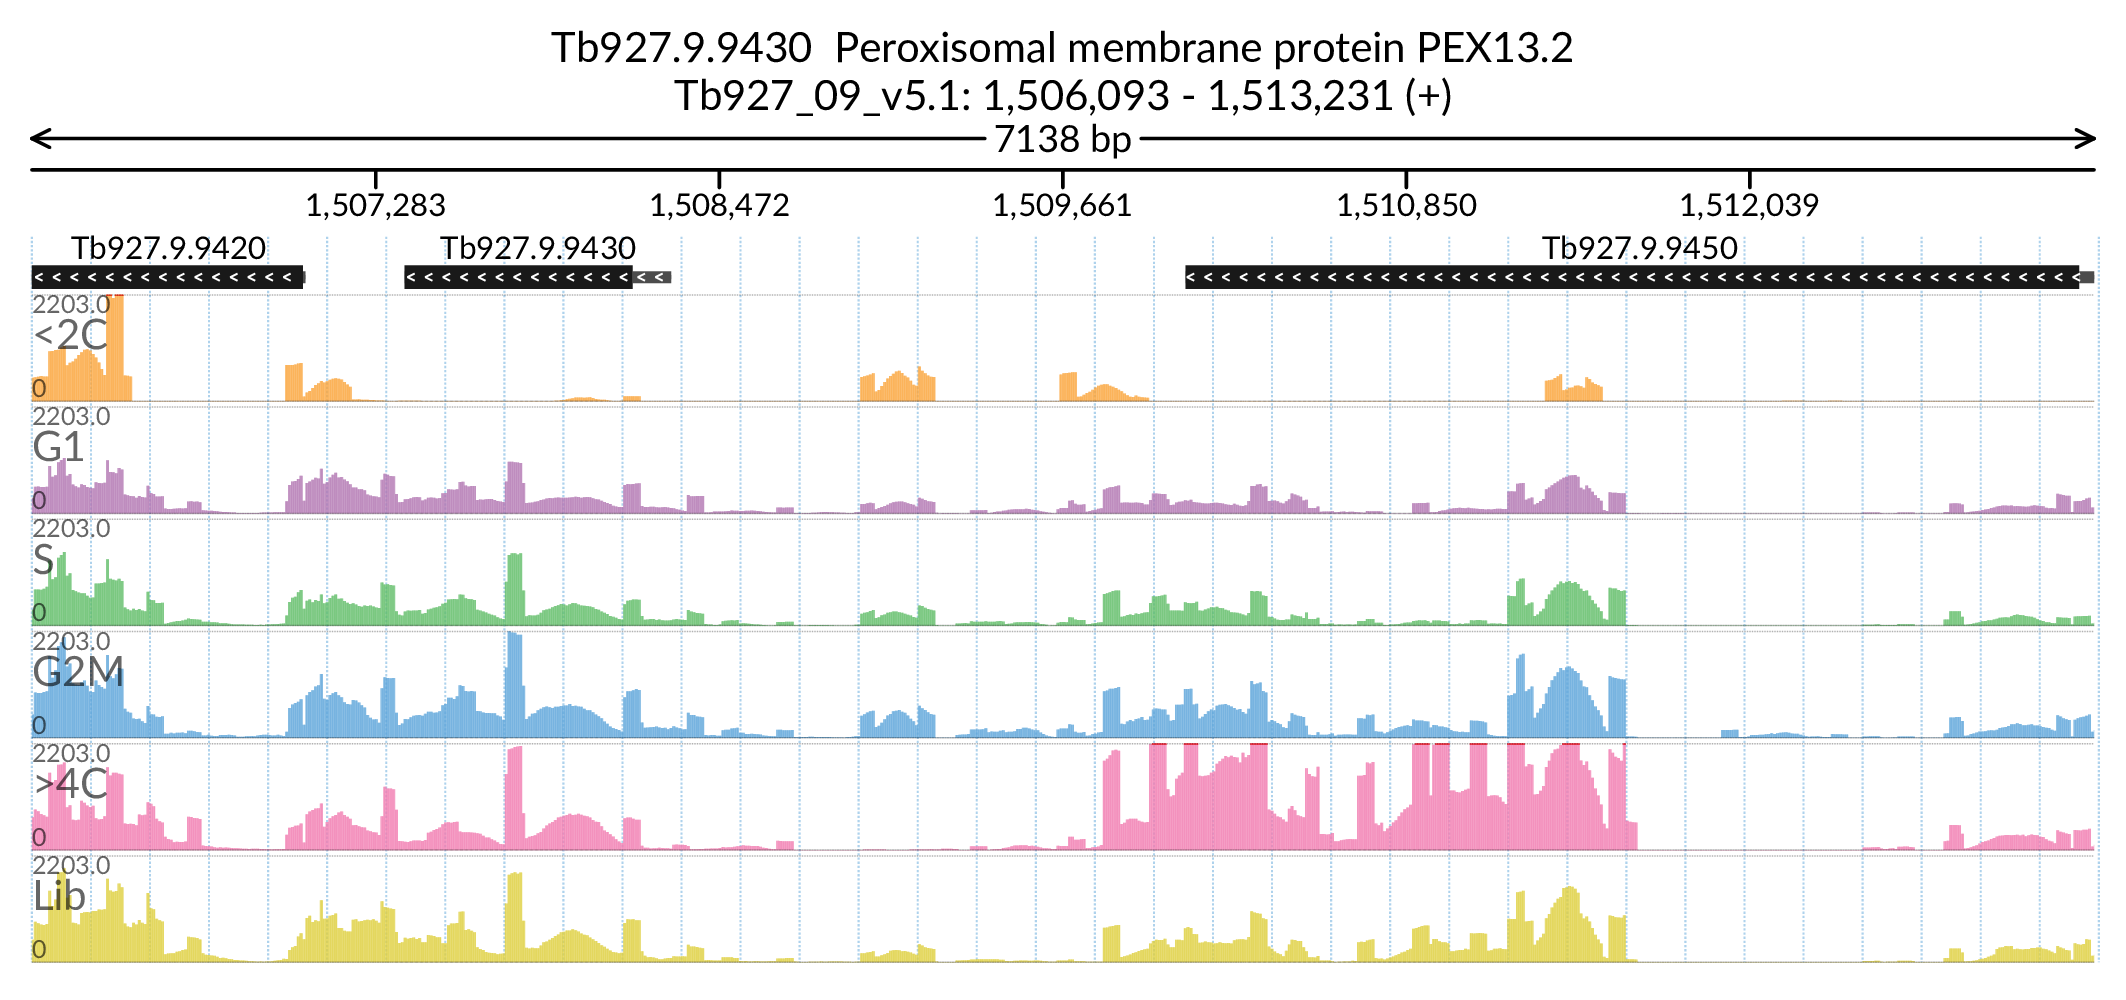 Tb927.9.9430  Peroxisomal membrane protein PEX13.2
Tb927_09_v5.1: 1,506,093 - 1,513,231 (+)
7138 bp
1,507,283 1,508,472 1,509,661 1,510,850 1,512,039
Tb927.9.9420 Tb927.9.9430 Tb927.9.9450
2203.0
<2C
0
2203.0
G1
0
2203.0
S
0
2203.0
G2M
0
2203.0
>4C
0
2203.0
Lib
0